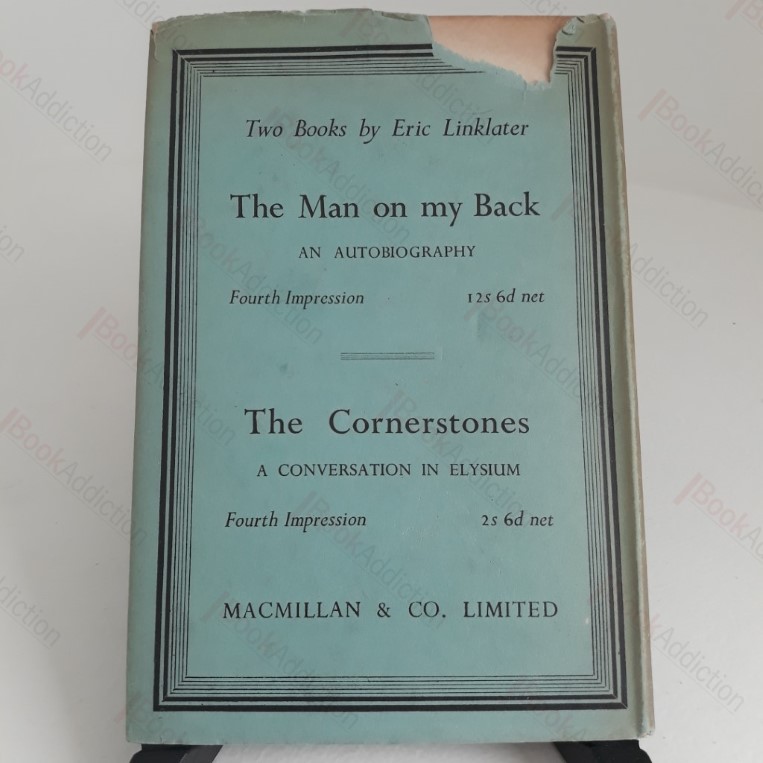 Two Books by Eric Linklater
The Man on my Back
AN AUTOBIOGRAPHY
Fourth Impression 12s 6d net
The Cornerstones
A CONVERSATION IN ELYSIUM
Fourth Impression 2s 6d net
MACMILLAN & CO. LIMITED
BookAddiction